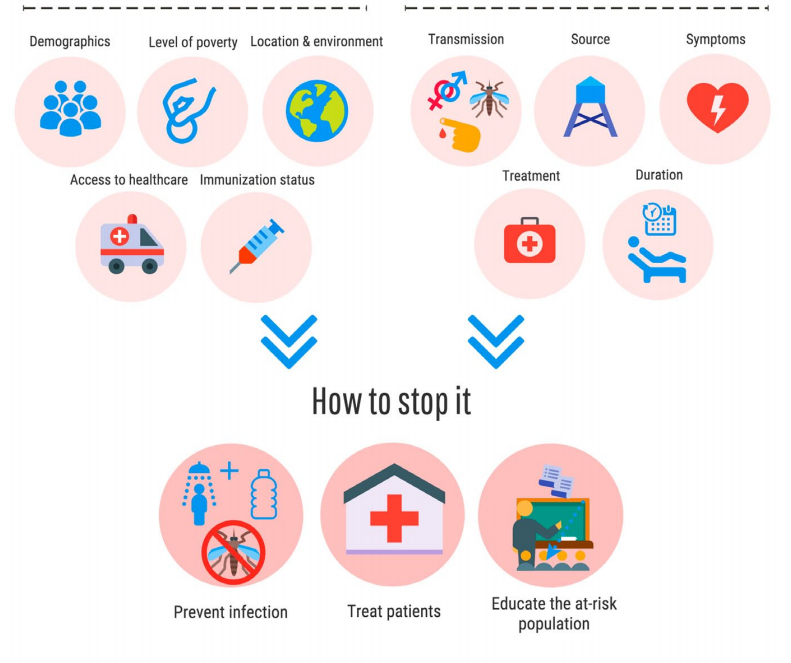 Demographics
Level of poverty
Location & environment
Transmission
Source
Symptoms
Access to healthcare
Immunization status
Treatment
Duration
How to stop it
Prevent infection
Treat patients
Educate the at-risk
population